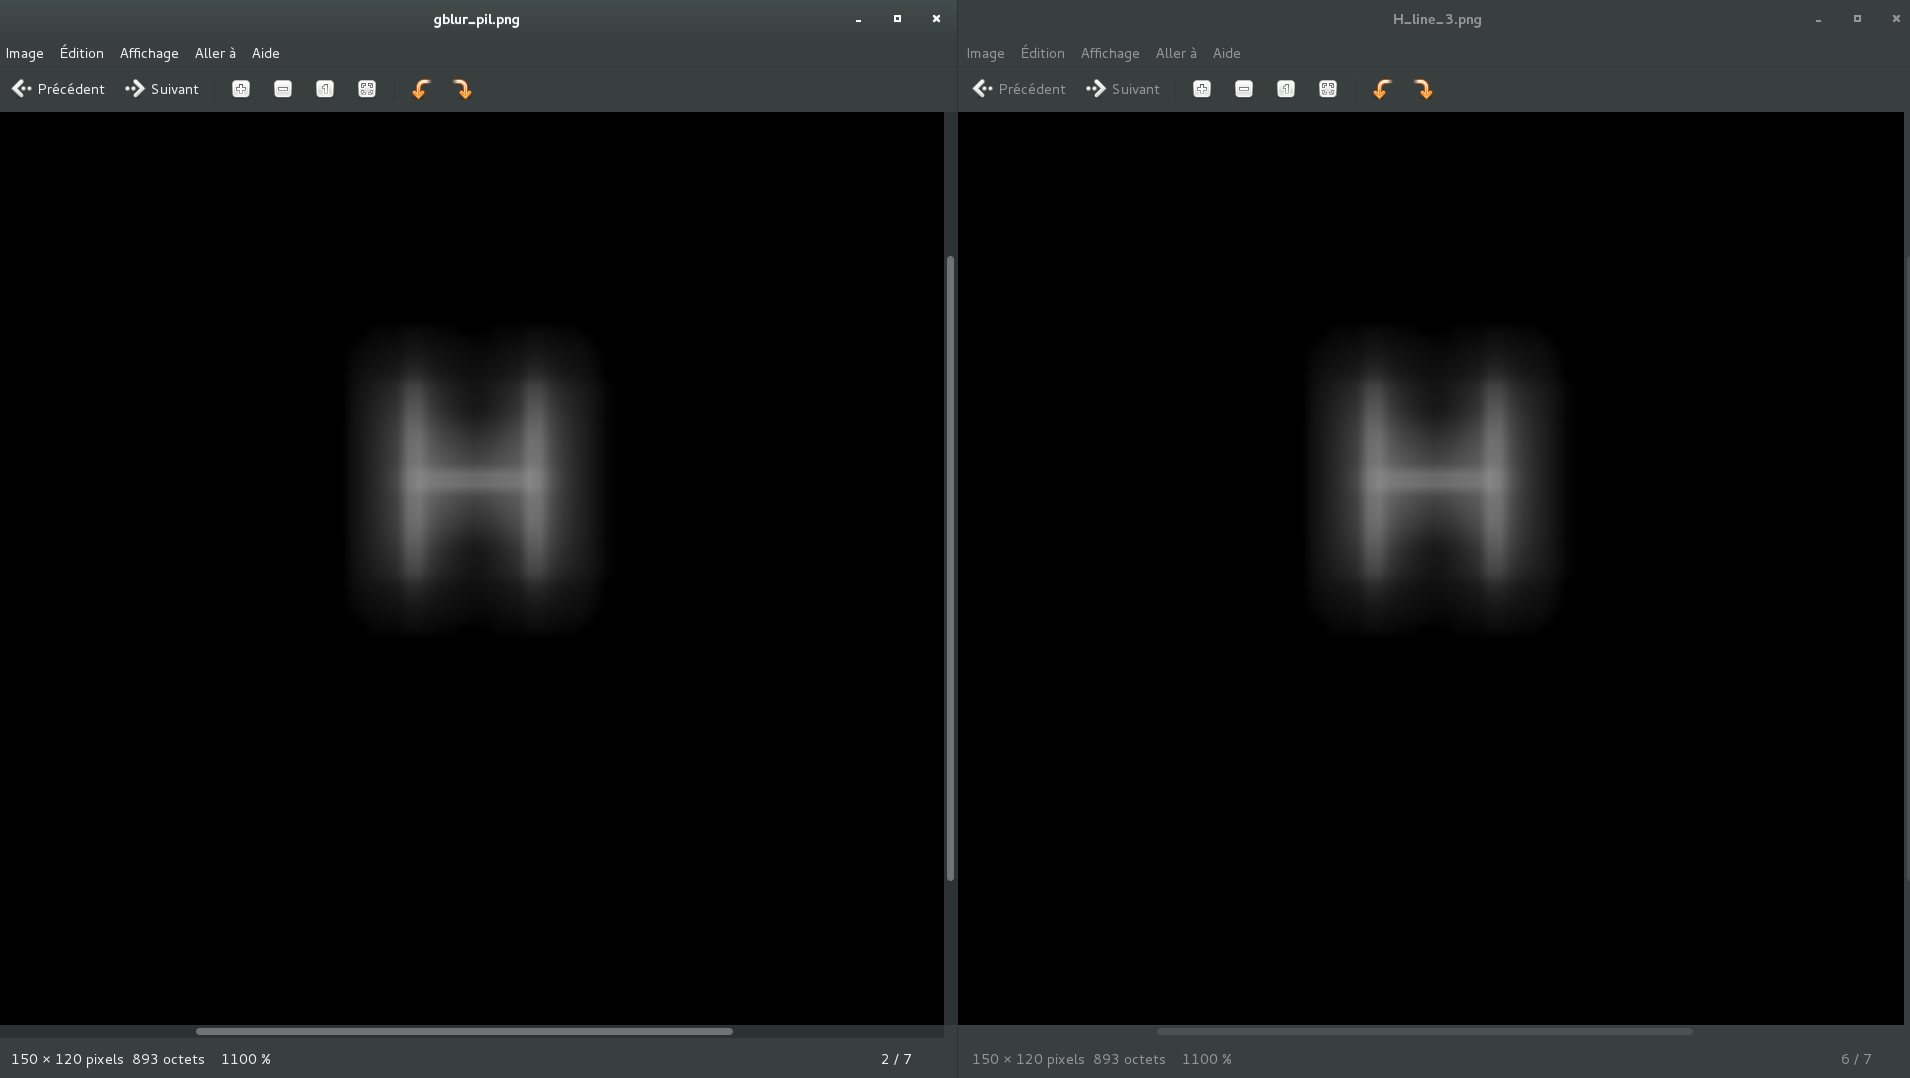 gblur_pil.png
Image Édition Affichage Aller à Aide
Précédent Suivant
H
150 × 120 pixels 893 octets 1100 % 2 / 7
H_line_3.png
Image Édition Affichage Aller à Aide
Précédent Suivant
H
150 × 120 pixels 893 octets 1100 % 6 / 7